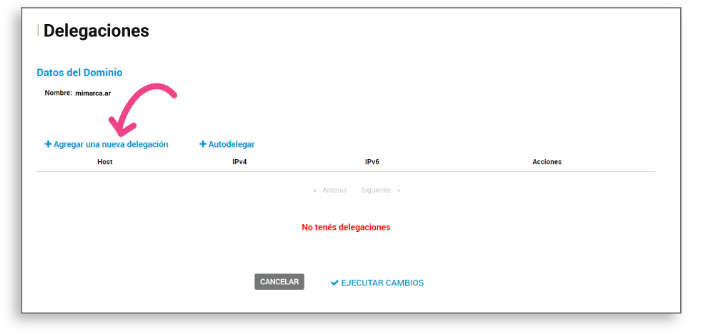 Delegaciones
Datos del Dominio
Nombre: mimarca.ar
+ Agregar una nueva delegación + Autodelegar
Host IPv4 IPv6 Acciones
« Anterior Siguiente »
No tenés delegaciones
CANCELAR ✔ EJECUTAR CAMBIOS